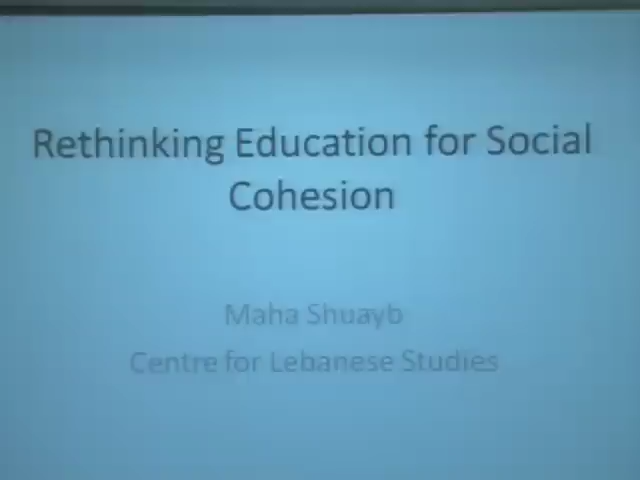 Rethinking Education for Social
Cohesion
Maha Shuayb
Centre for Lebanese Studies